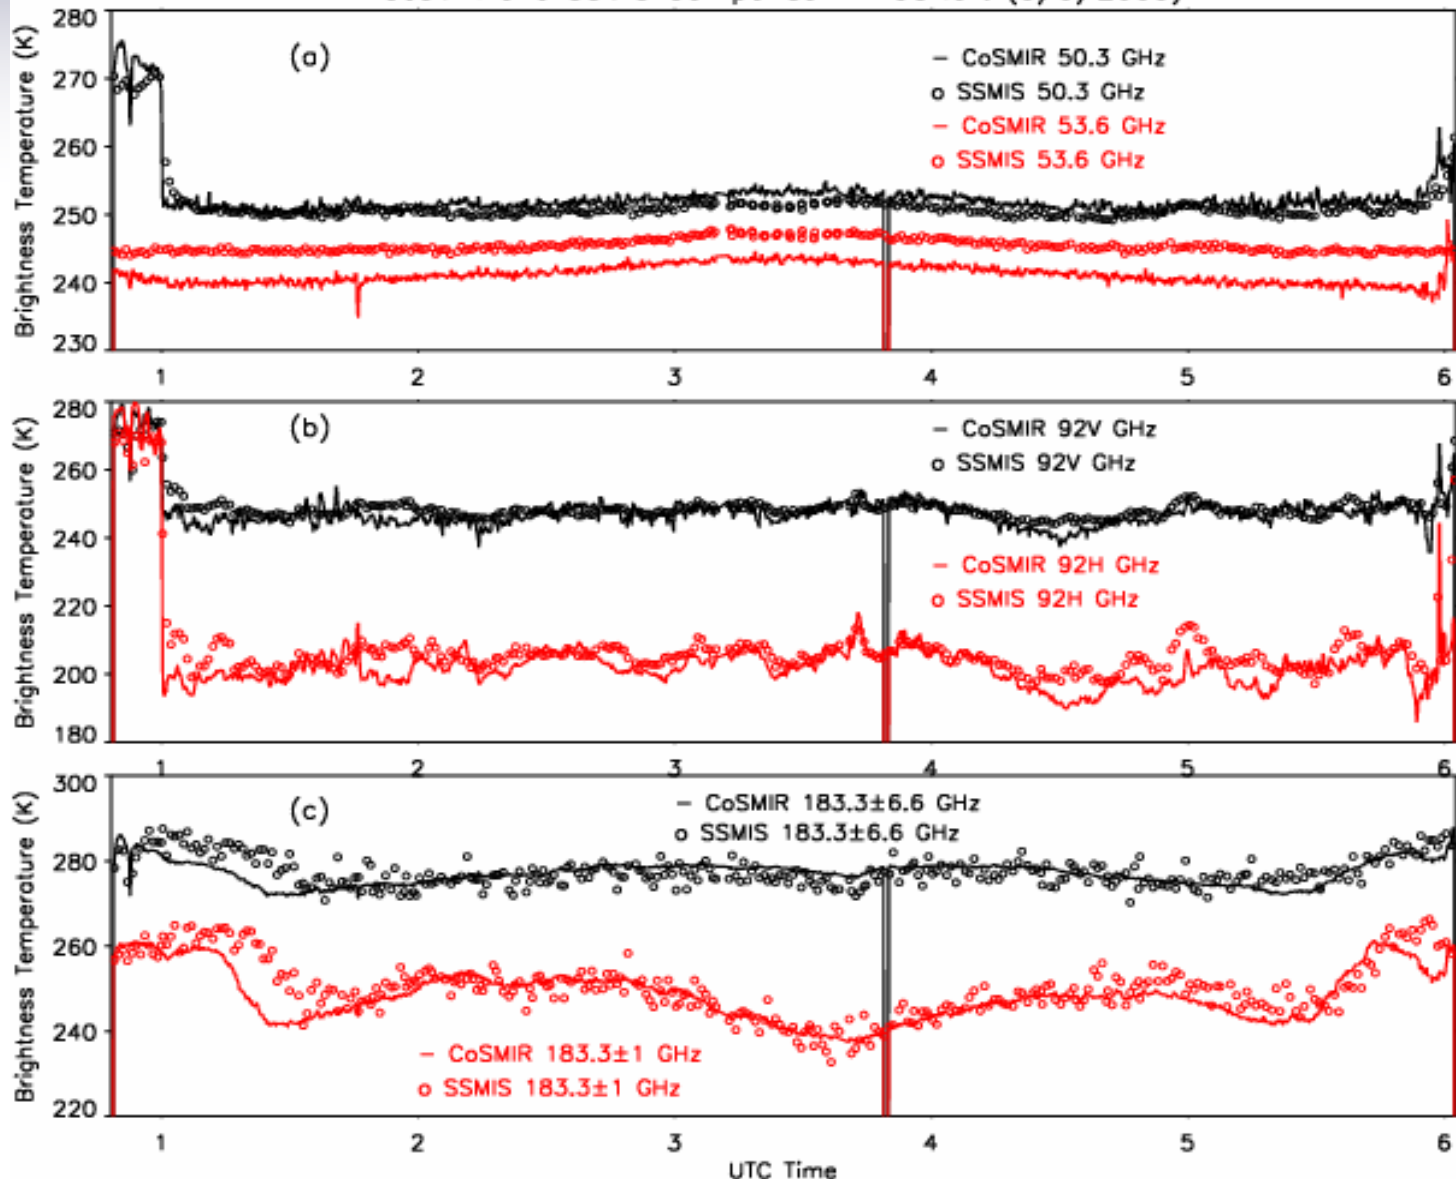 Brightness Temperature (K)
280
270
260
250
240
230
(a)
— CoSMIR 50.3 GHz
o SSMIS 50.3 GHz
— CoSMIR 53.6 GHz
o SSMIS 53.6 GHz
1 2 3 4 5 6
Brightness Temperature (K)
280
260
240
220
200
180
(b)
— CoSMIR 92V GHz
o SSMIS 92V GHz
— CoSMIR 92H GHz
o SSMIS 92H GHz
1 2 3 4 5 6
Brightness Temperature (K)
300
280
260
240
220
(c)
— CoSMIR 183.3±6.6 GHz
o SSMIS 183.3±6.6 GHz
— CoSMIR 183.3±1 GHz
o SSMIS 183.3±1 GHz
1 2 3 4 5 6
UTC Time